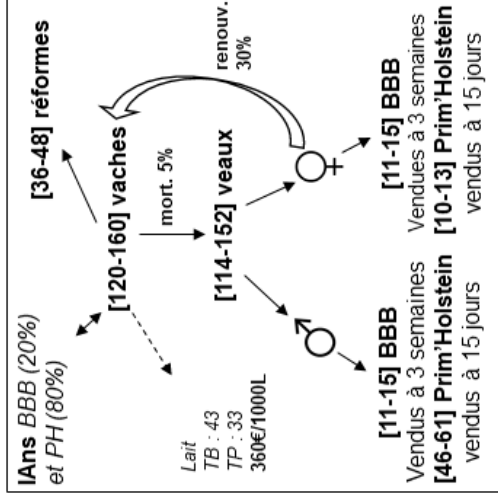 IAns BBB (20%)
et PH (80%)
[36-48] réformes
[120-160] vaches
mort. 5%
renouv.
30%
Lait
TB : 43
TP : 33
360€/1000L
[114-152] veaux
[11-15] BBB
Vendus à 3 semaines
[46-61] Prim'Holstein
vendus à 15 jours
[11-15] BBB
Vendues à 3 semaines
[10-13] Prim'Holstein
vendus à 15 jours